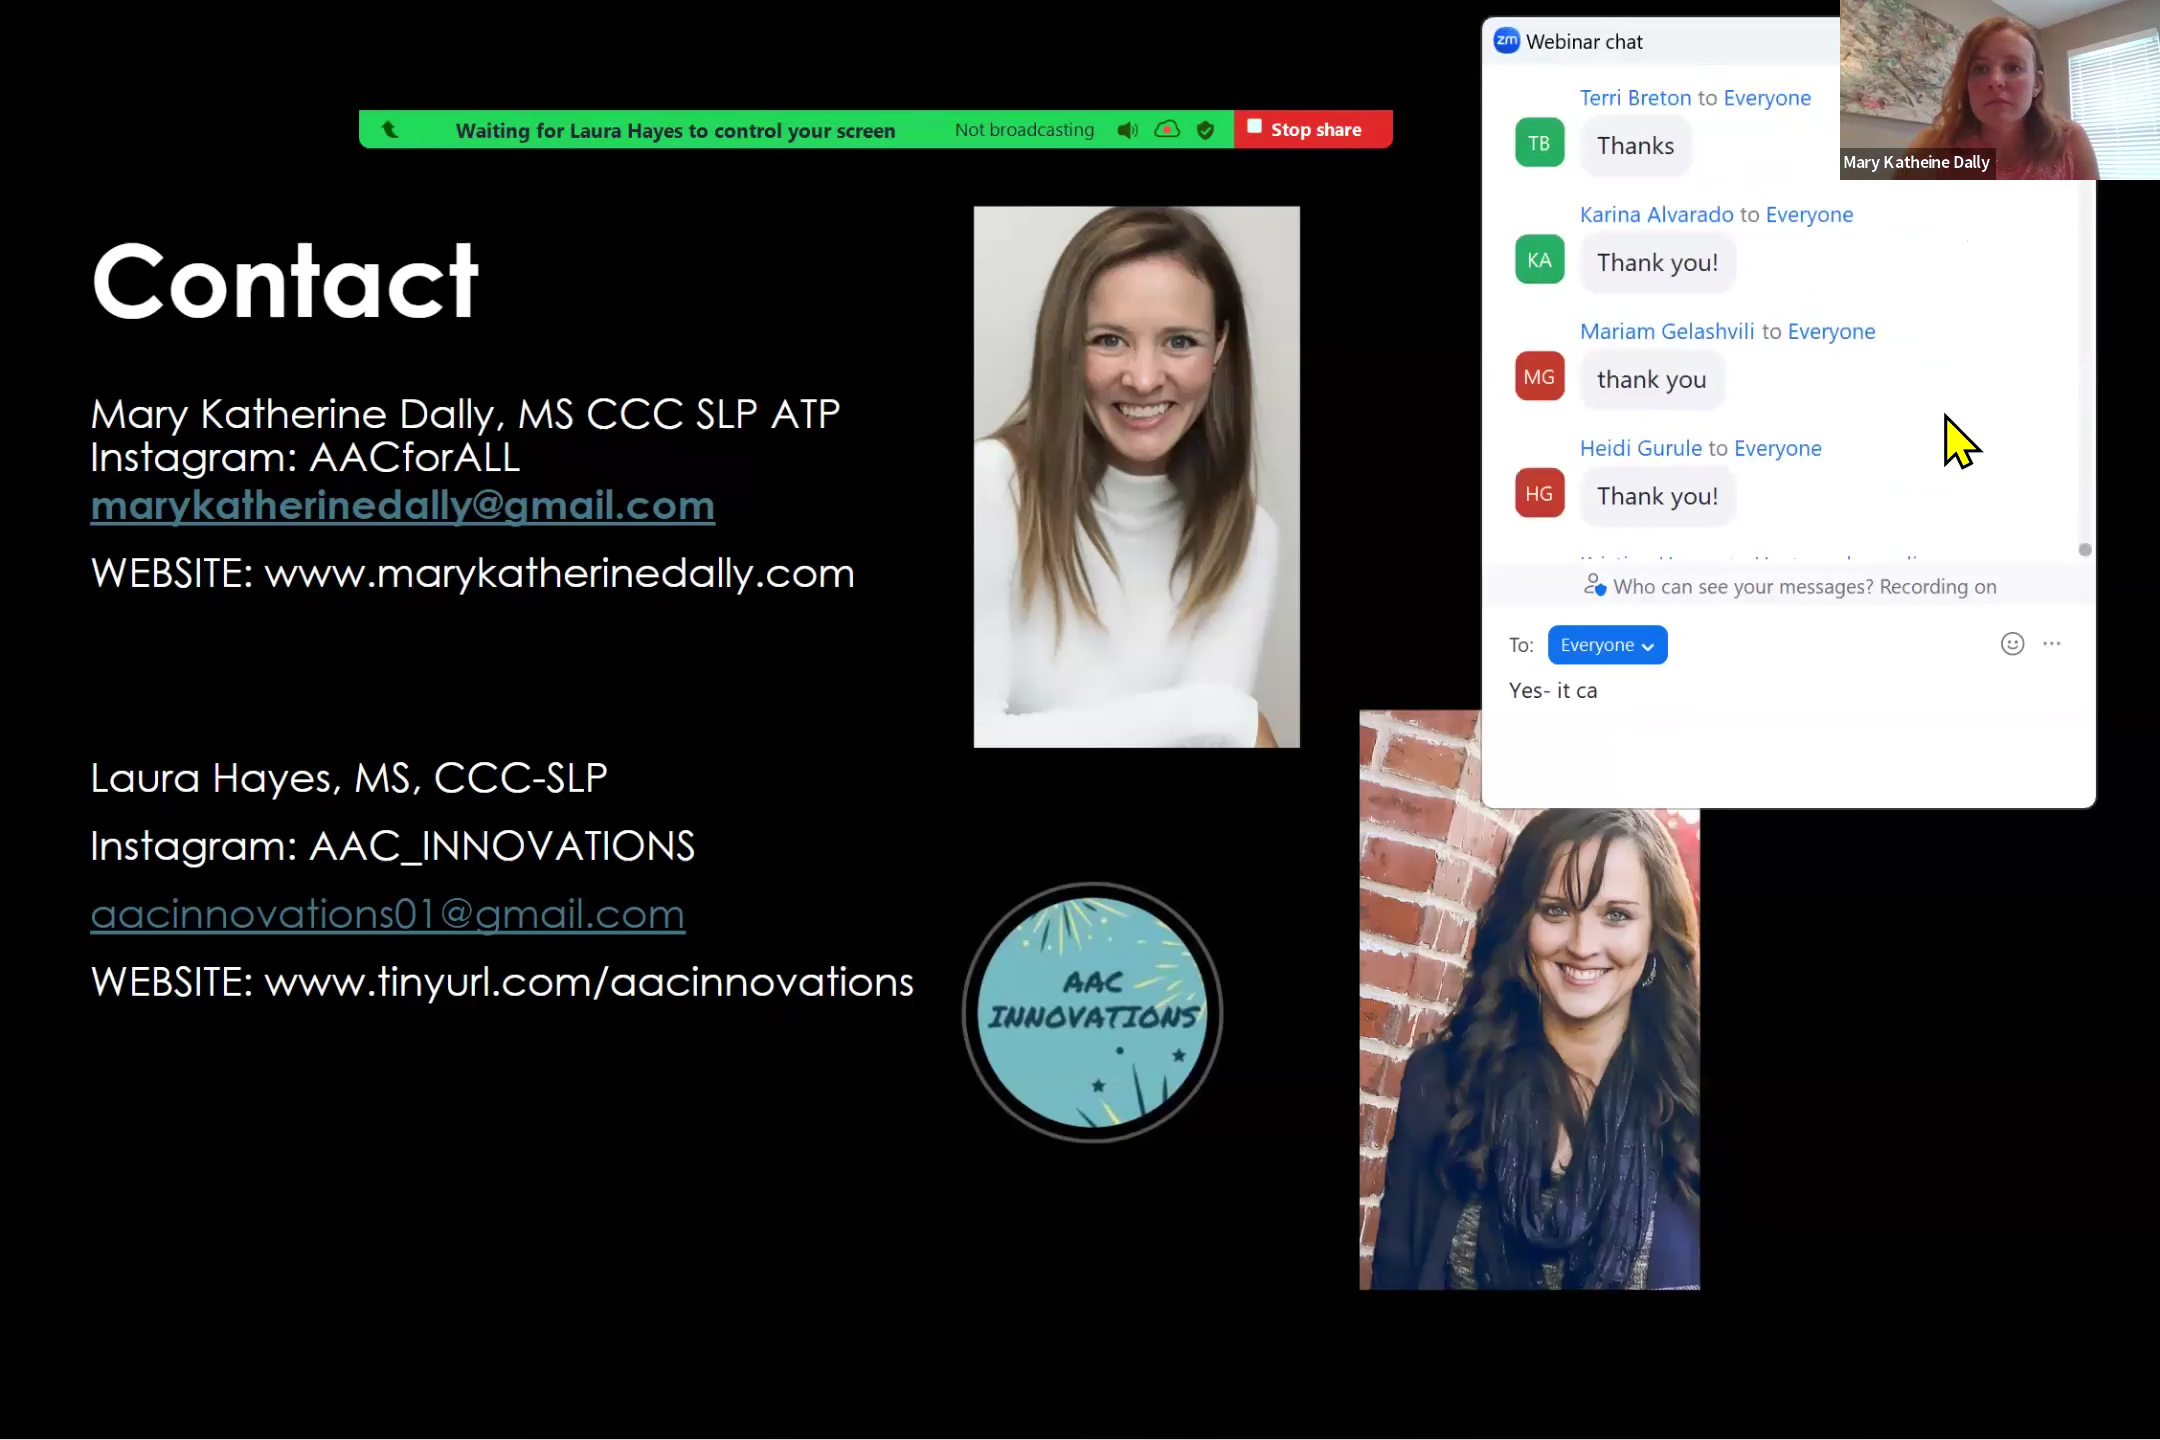 Waiting for Laura Hayes to control your screen
Not broadcasting
Stop share
Contact
Mary Katherine Dally, MS CCC SLP ATP
Instagram: AACforALL
marykatherinedally@gmail.com
WEBSITE: www.marykatherinedally.com
Laura Hayes, MS, CCC-SLP
Instagram: AAC_INNOVATIONS
aacinnovations01@gmail.com
WEBSITE: www.tinyurl.com/aacinnovations
AAC
INNOVATIONS
zm Webinar chat
Terri Breton to Everyone
TB
Thanks
Karina Alvarado to Everyone
KA
Thank you!
Mariam Gelashvili to Everyone
MG
thank you
Heidi Gurule to Everyone
HG
Thank you!
Who can see your messages? Recording on
To: Everyone
Yes- it ca
Mary Katheine Dally